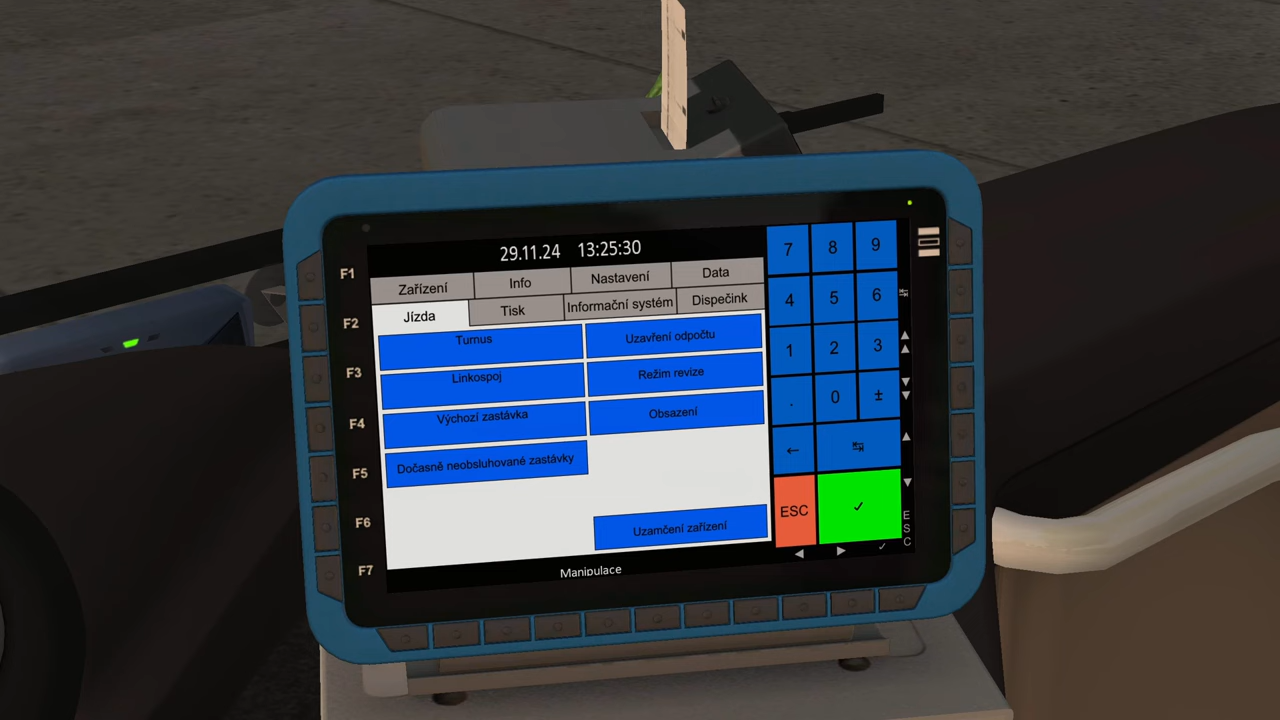 29.11.24 13:25:30
F1
F2
F3
F4
F5
F6
F7
Zařízení
Info
Nastavení
Data
Jízda
Tisk
Informační systém
Dispečink
Turnus
Uzavření odpočtu
Linkospoj
Režim revize
Výchozí zastávka
Obsazení
Dočasně neobsluhované zastávky
Uzamčení zařízení
Manipulace
7 8 9
4 5 6
1 2 3
. 0 ±
← ↹
ESC ✓
↹
▲
▲
▼
▼
▲
▼
E
S
C
◀ ▶ ✓